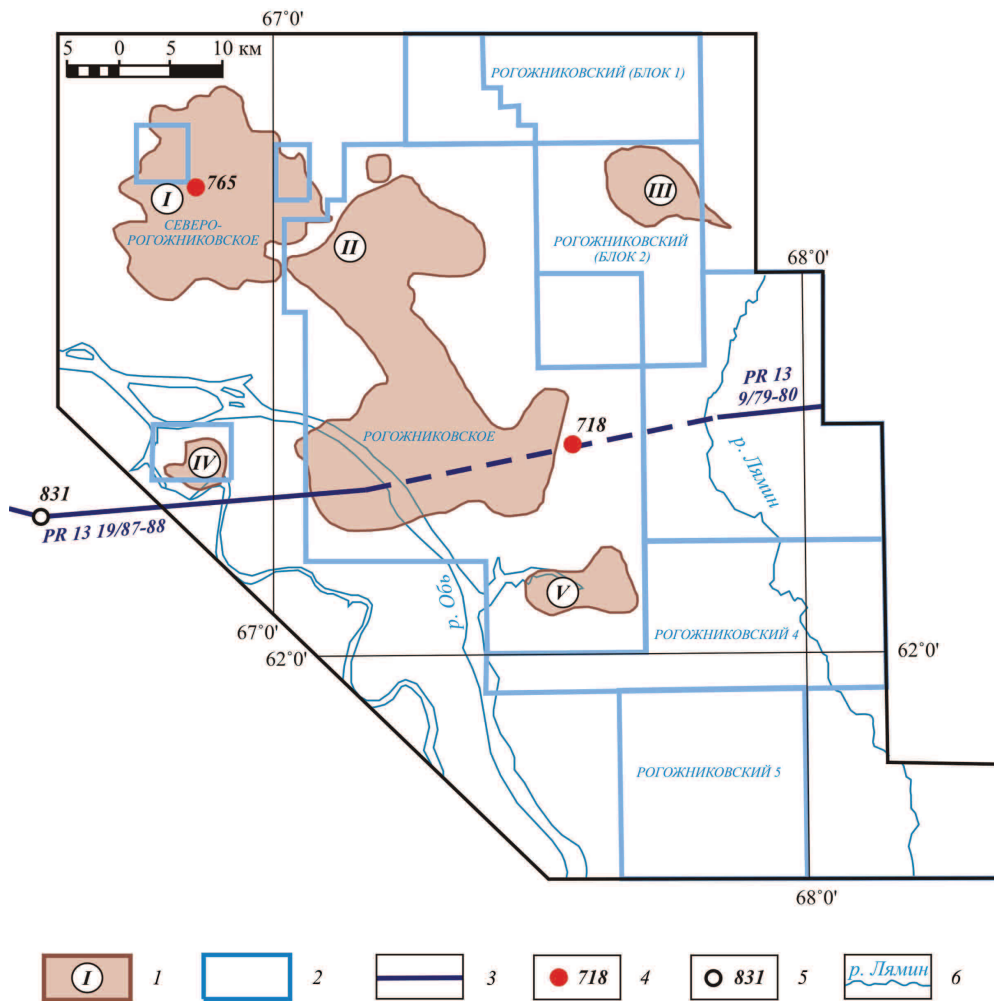 67°0'
5 0 5 10 км
РОГОЖНИКОВСКИЙ (БЛОК 1)
765
I
III
СЕВЕРО-
РОГОЖНИКОВСКОЕ
II
РОГОЖНИКОВСКИЙ
(БЛОК 2)
68°0'
PR 13
9/79-80
РОГОЖНИКОВСКОЕ
718
р. Лямин
IV
831
PR 13 19/87-88
р. Обь
V
67°0'
РОГОЖНИКОВСКИЙ 4
62°0'
62°0'
РОГОЖНИКОВСКИЙ 5
68°0'
I 1
2
3
718 4
831 5
р. Лямин 6